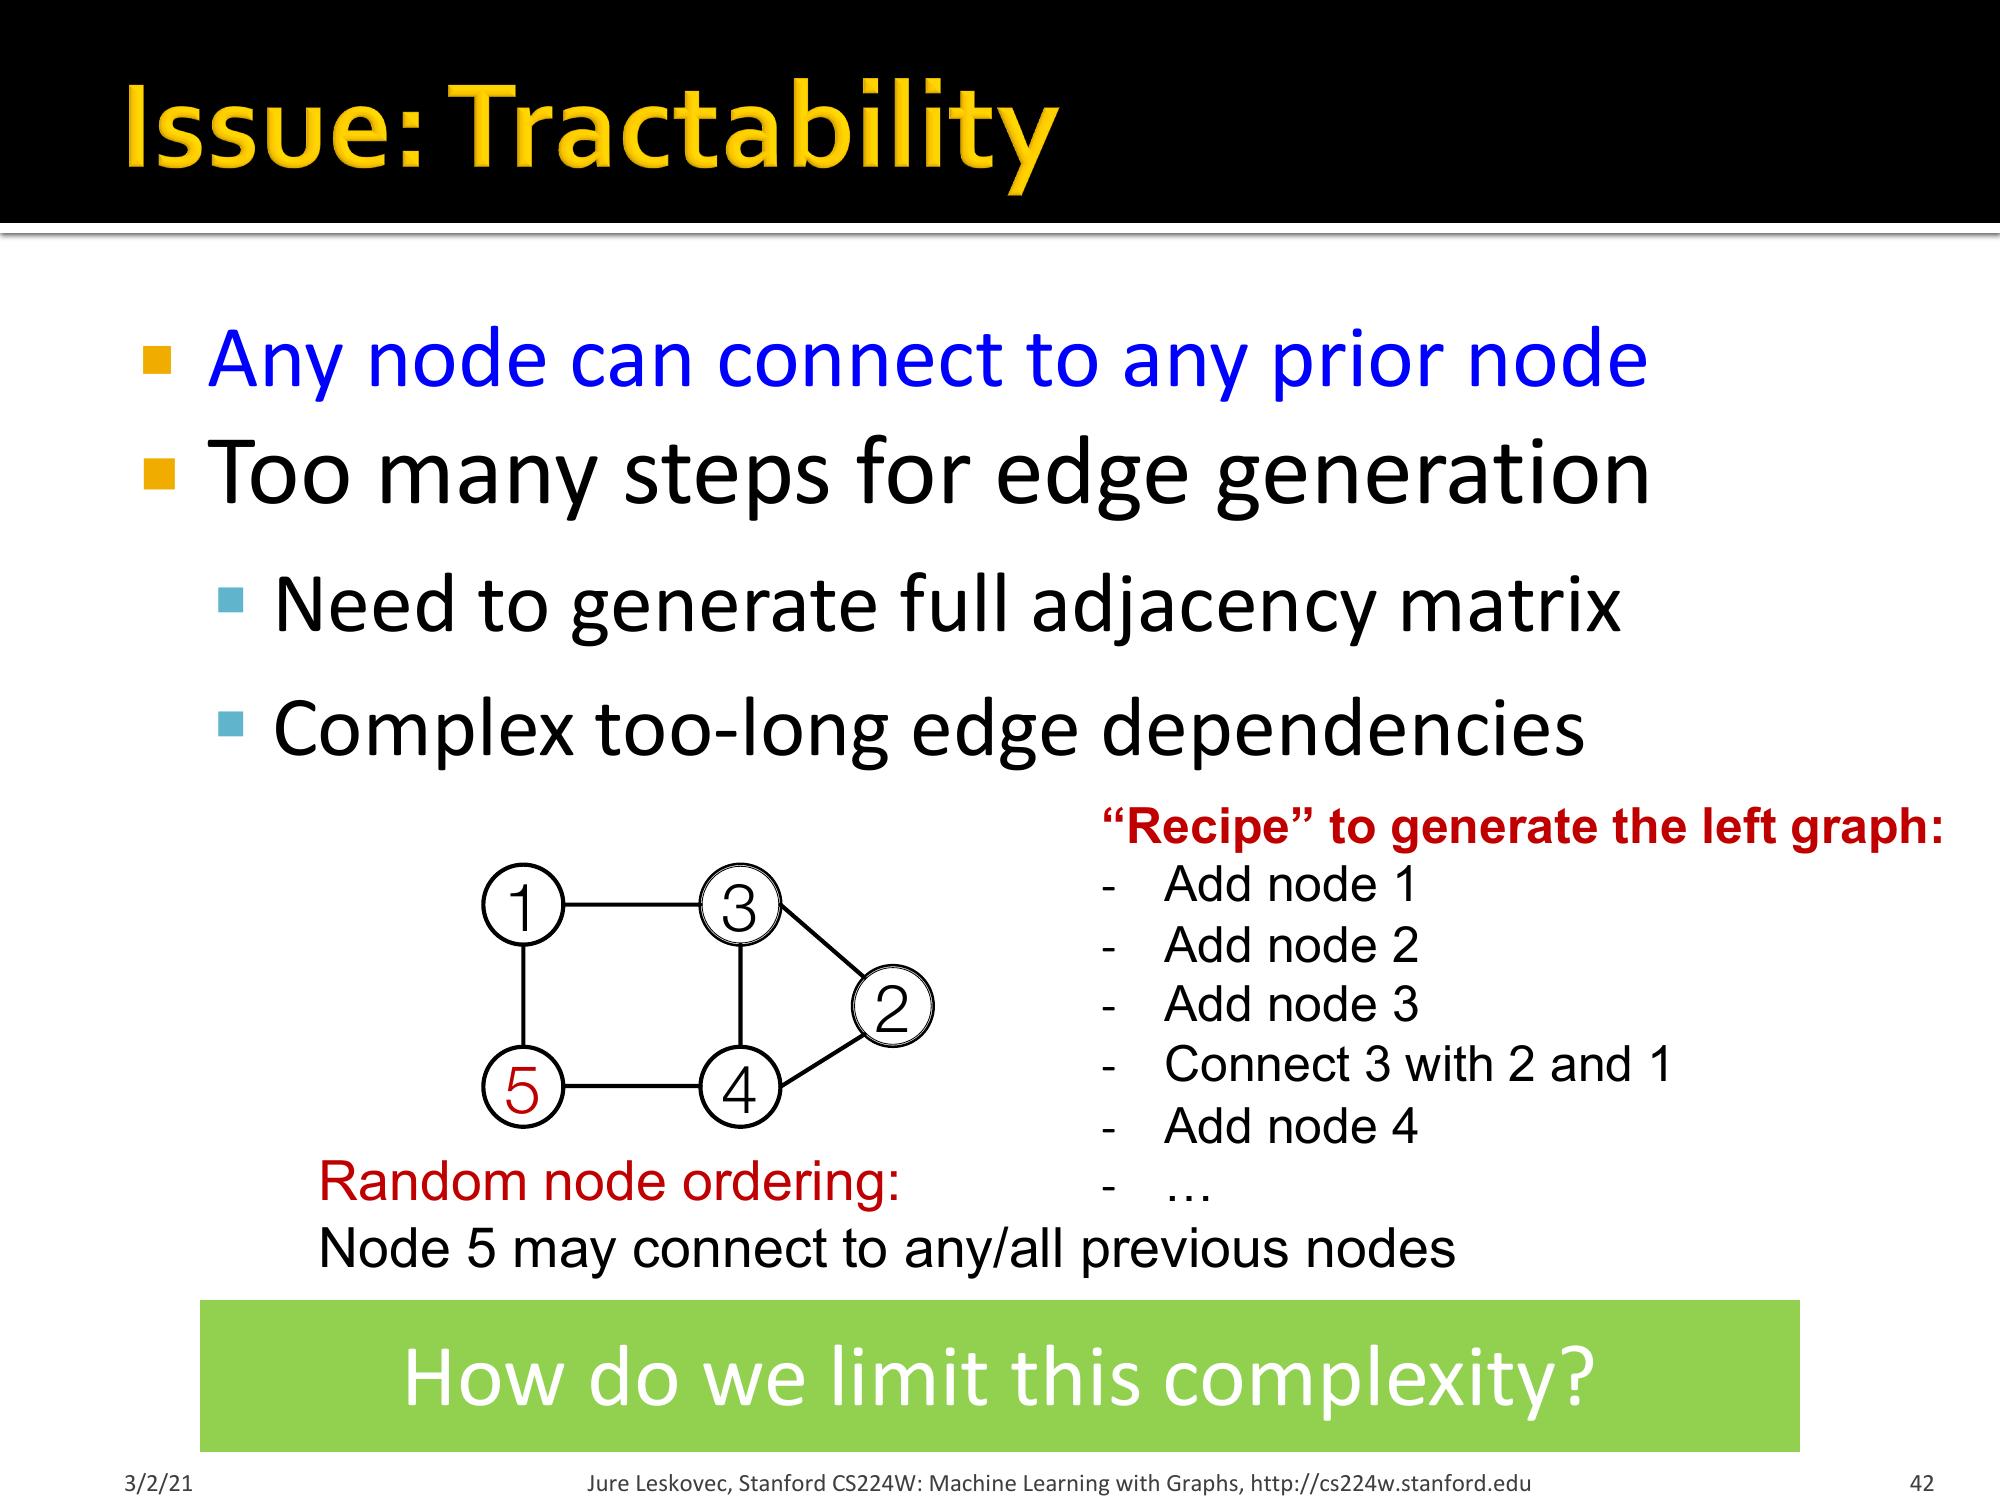 Issue: Tractability
Any node can connect to any prior node
Too many steps for edge generation
Need to generate full adjacency matrix
Complex too-long edge dependencies
1
3
2
5
4
Random node ordering:
Node 5 may connect to any/all previous nodes
“Recipe” to generate the left graph:
- Add node 1
- Add node 2
- Add node 3
- Connect 3 with 2 and 1
- Add node 4
- …
How do we limit this complexity?
3/2/21
Jure Leskovec, Stanford CS224W: Machine Learning with Graphs, http://cs224w.stanford.edu
42